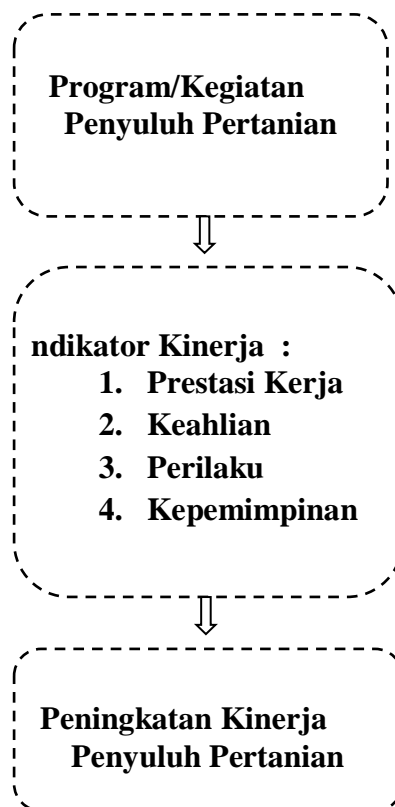 Program/Kegiatan
Penyuluh Pertanian
ndikator Kinerja :
1. Prestasi Kerja
2. Keahlian
3. Perilaku
4. Kepemimpinan
Peningkatan Kinerja
Penyuluh Pertanian